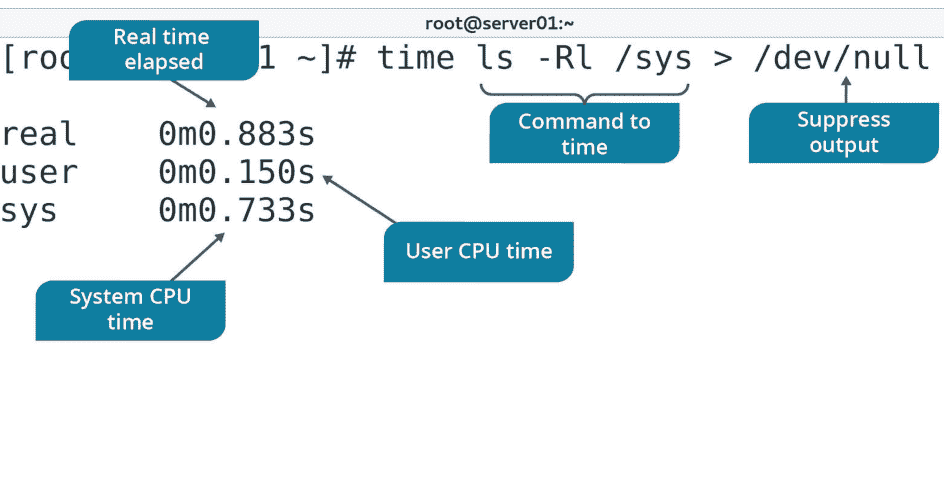 root@server01:~
Real time
elapsed
1 ~]# time ls -Rl /sys > /dev/null
Command to
time
Suppress
output
real 0m0.883s
user 0m0.150s
sys 0m0.733s
User CPU time
System CPU
time